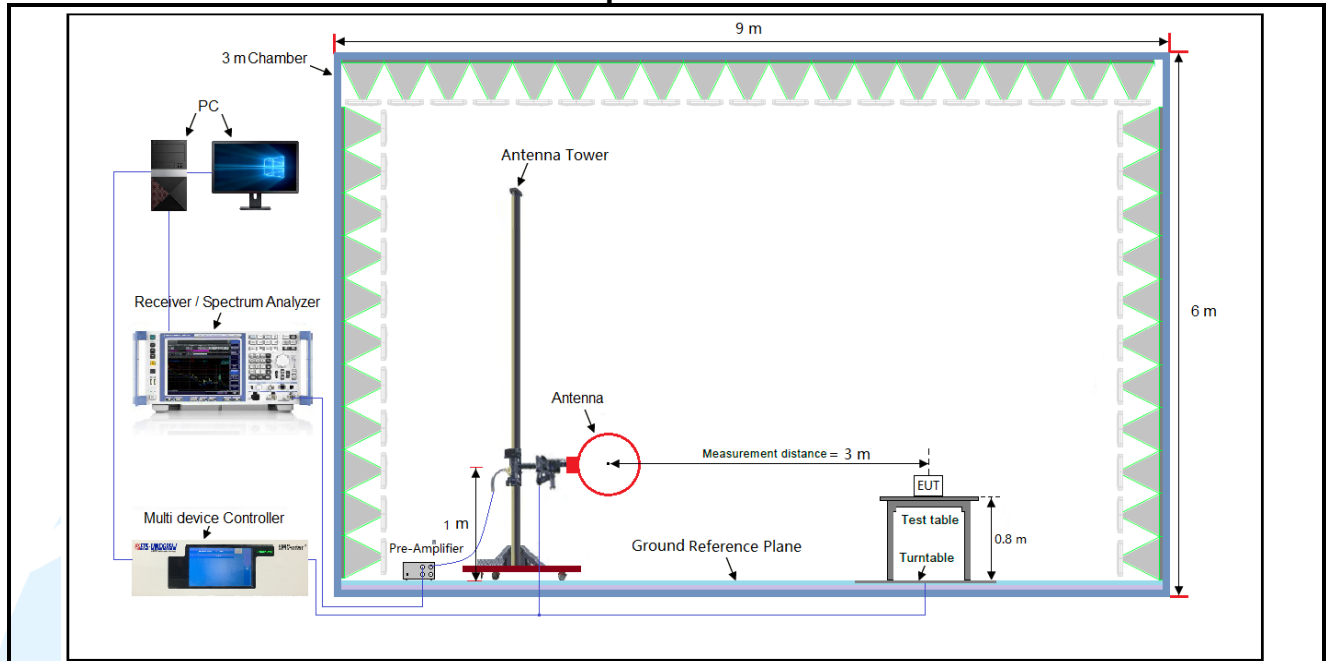 9 m
3 m Chamber
PC
Antenna Tower
Receiver / Spectrum Analyzer
6 m
Antenna
Measurement distance = 3 m
EUT
1 m
Multi device Controller
Test table
0.8 m
Pre-Amplifier
Ground Reference Plane
Turntable